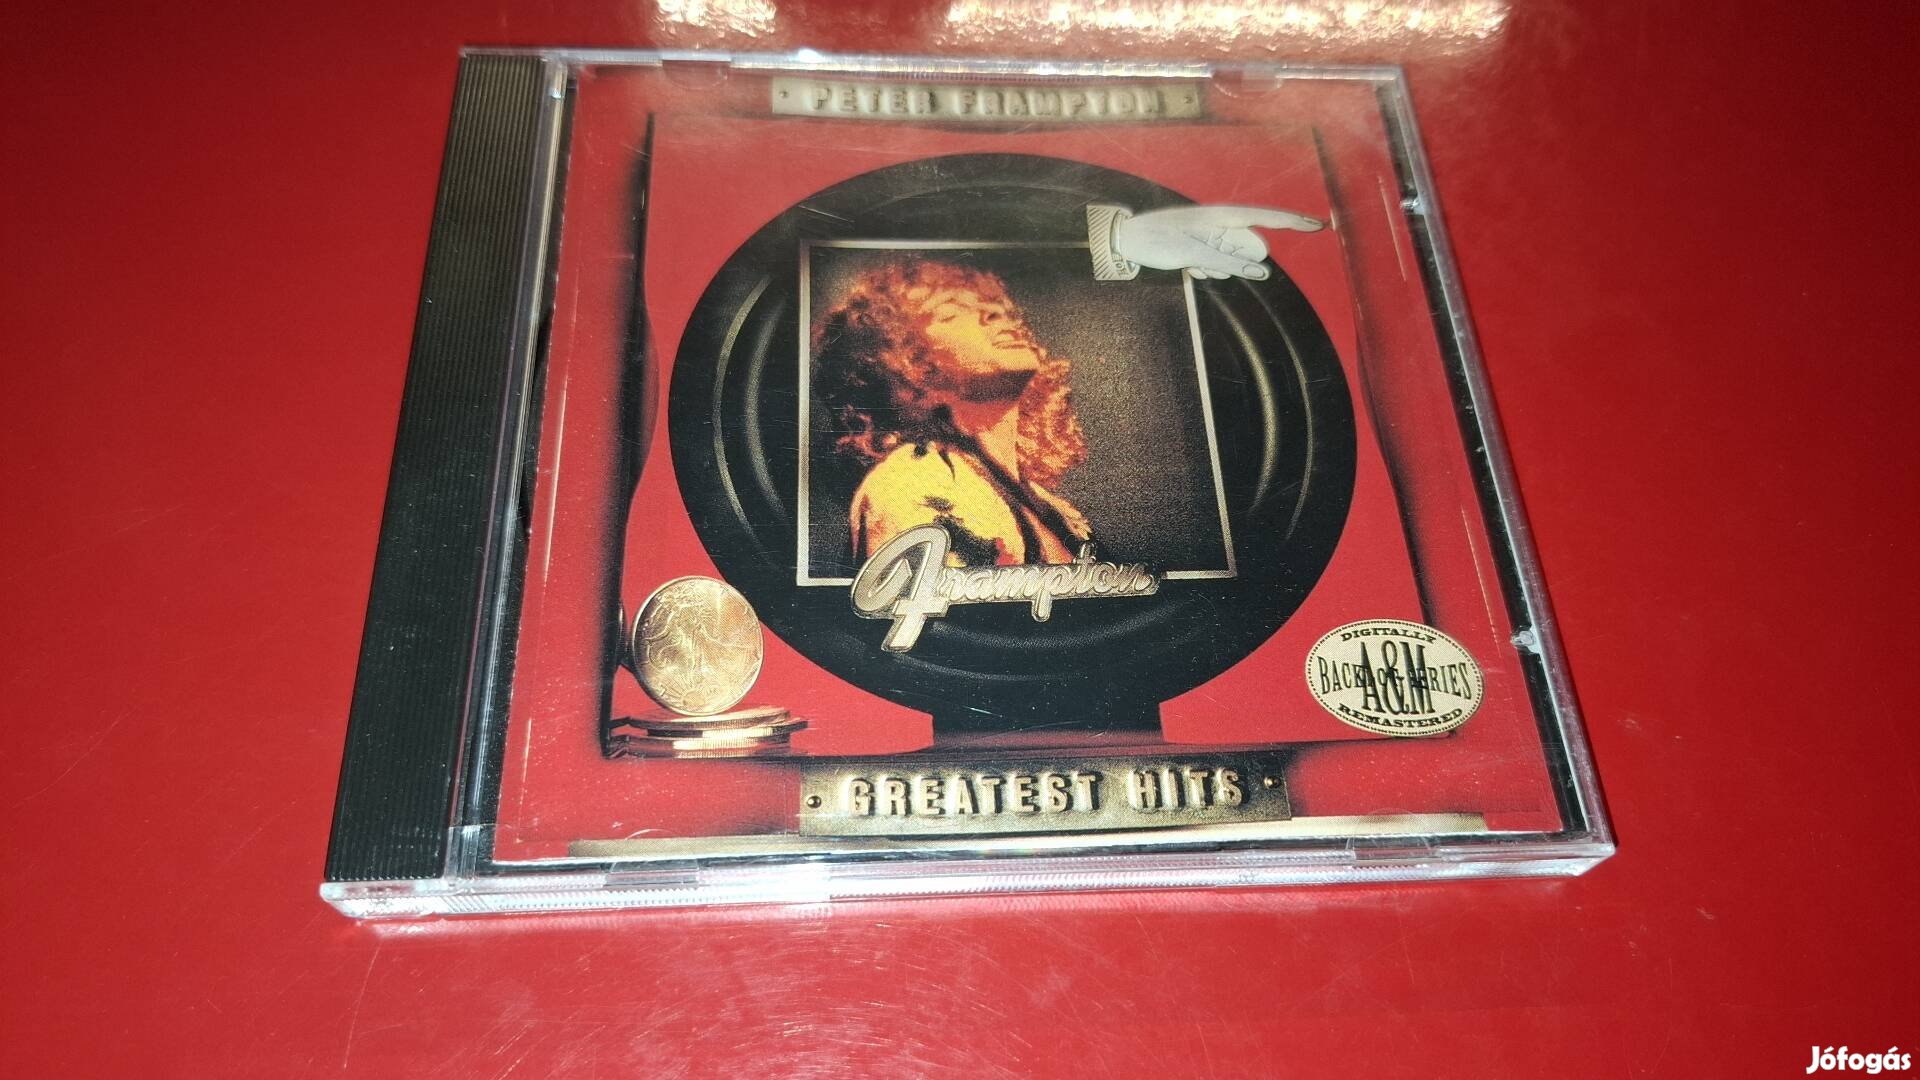 PETER FRAMPTON
Frampton
DIGITALLY
A&M
BACKLOG SERIES
REMASTERED
GREATEST HITS
Jófogás